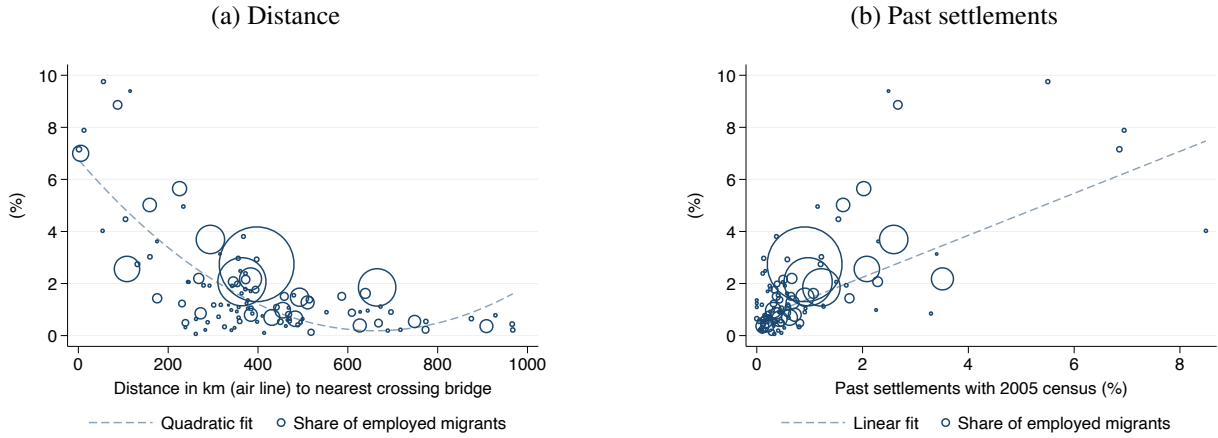 (a) Distance
(%)
10
8
6
4
2
0
0 200 400 600 800 1000
Distance in km (air line) to nearest crossing bridge
Quadratic fit Share of employed migrants
(b) Past settlements
(%)
10
8
6
4
2
0
0 2 4 6 8
Past settlements with 2005 census (%)
Linear fit Share of employed migrants